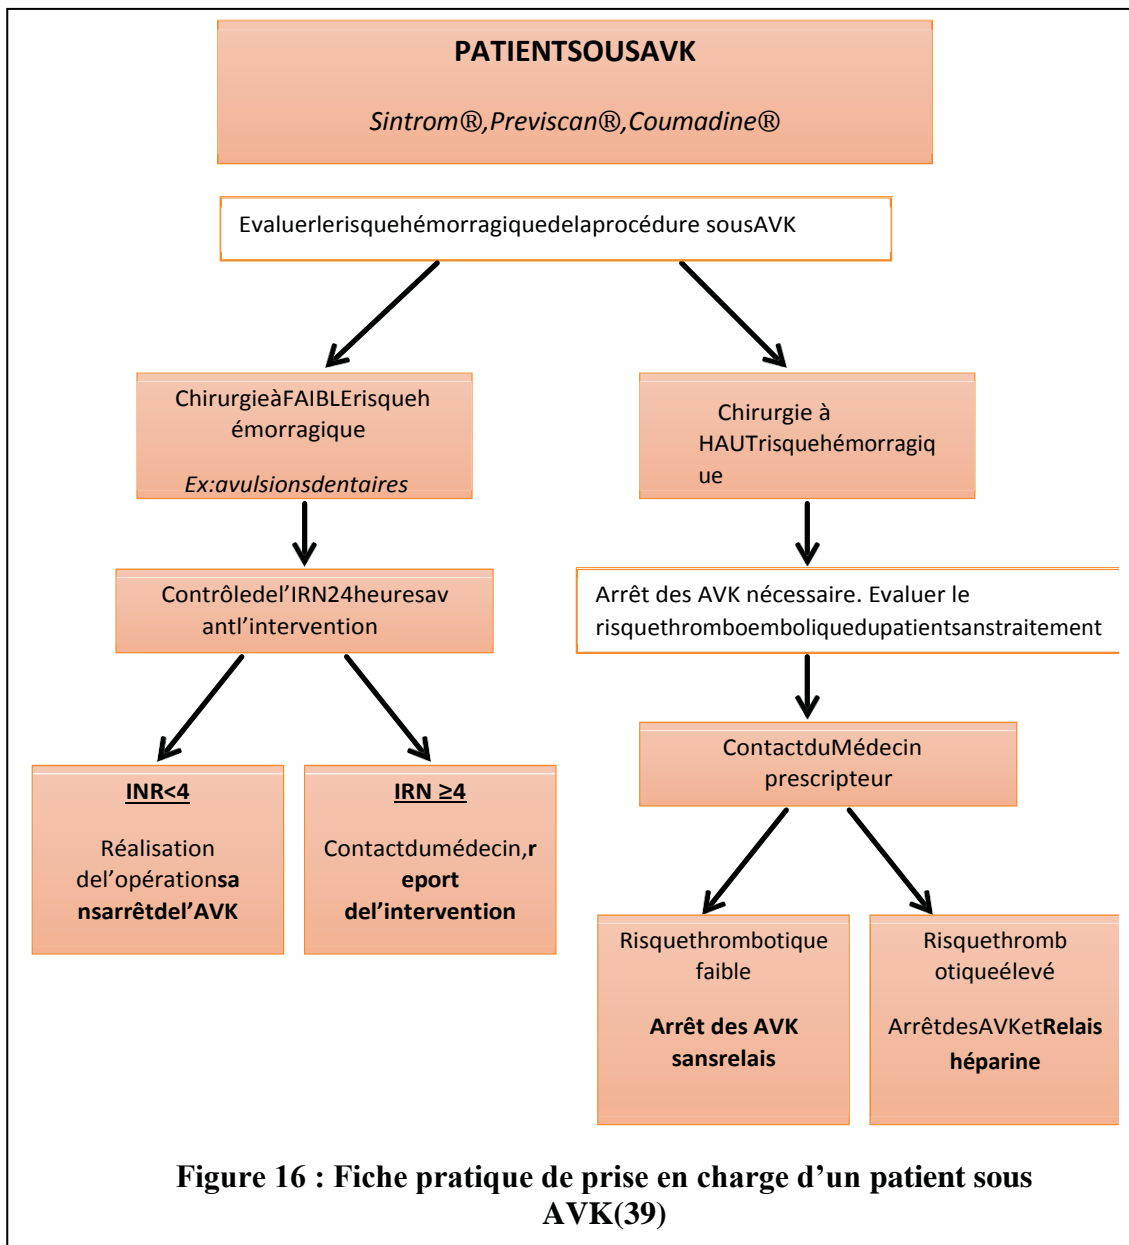 PATIENTSOUSAVK
Sintrom®,Previscan®,Coumadine®
Evaluerlerisquehémorragiquedelaprocédure sousAVK
ChirurgieàFAIBLErisqueh
émorragique
Ex:avulsionsdentaires
Chirurgie à
HAUTrisquehémorragiq
ue
Contrôledel’IRN24heuresav
antl’intervention
Arrêt des AVK nécessaire. Evaluer le
risquethromboemboliquedupatientsanstraitement
ContactduMédecin
prescripteur
INR<4
Réalisation
del’opérationsa
nsarrêtdel’AVK
IRN ≥4
Contactdumédecin,r
eport
del’intervention
Risquethrombotique
faible
Arrêt des AVK
sansrelais
Risquethromb
otiqueélevé
ArrêtdesAVKetRelais
héparine
Figure 16 : Fiche pratique de prise en charge d’un patient sous
AVK(39)